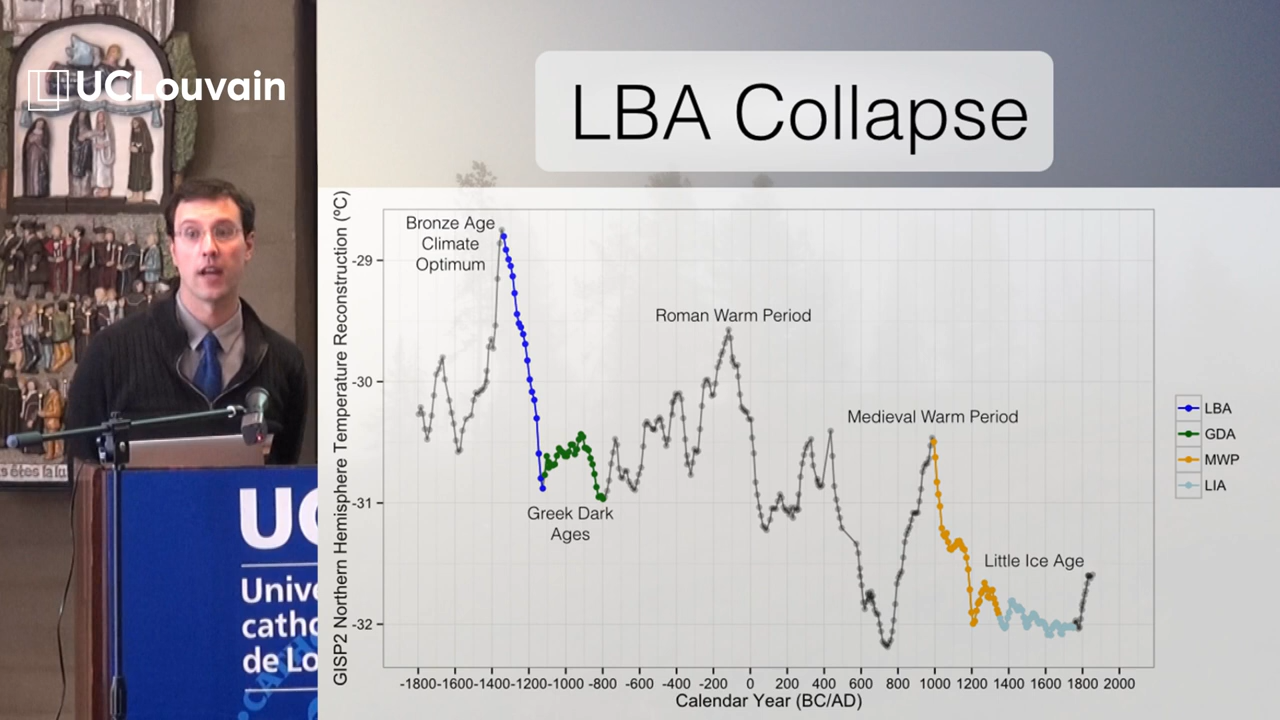 UCLouvain
LBA Collapse
GISP2 Northern Hemisphere Temperature Reconstruction (ºC)
Bronze Age
Climate
Optimum
-29
Roman Warm Period
-30
Medieval Warm Period
LBA
GDA
MWP
LIA
-31
Greek Dark
Ages
Little Ice Age
-32
-1800 -1600 -1400 -1200 -1000 -800 -600 -400 -200 0 200 400 600 800 1000 1200 1400 1600 1800 2000
Calendar Year (BC/AD)
UC
Unive
catho
de Lo